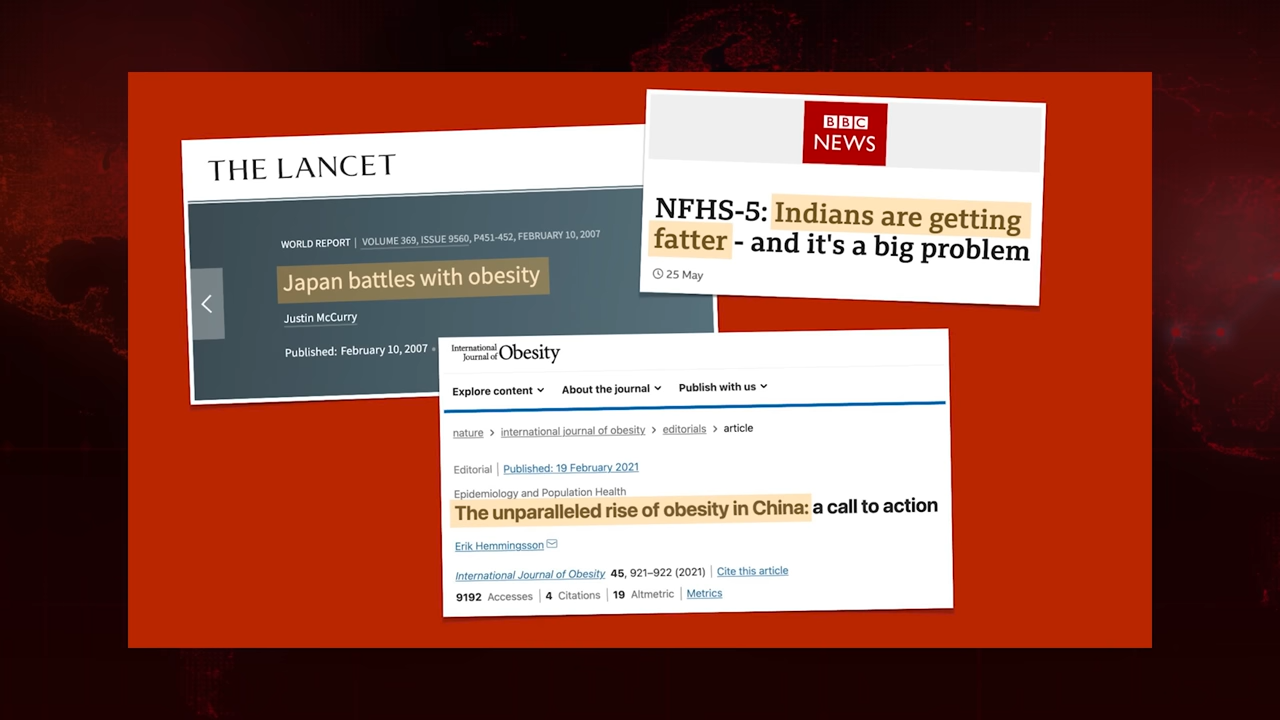 THE LANCET
WORLD REPORT | VOLUME 369, ISSUE 9560, P451-452, FEBRUARY 10, 2007
Japan battles with obesity
Justin McCurry
Published: February 10, 2007
BBC
NEWS
NFHS-5: Indians are getting
fatter - and it's a big problem
25 May
International
Journal of Obesity
Explore content About the journal Publish with us
nature > international journal of obesity > editorials > article
Editorial | Published: 19 February 2021
Epidemiology and Population Health
The unparalleled rise of obesity in China: a call to action
Erik Hemmingsson
International Journal of Obesity 45, 921–922 (2021) | Cite this article
9192 Accesses | 4 Citations | 19 Altmetric | Metrics